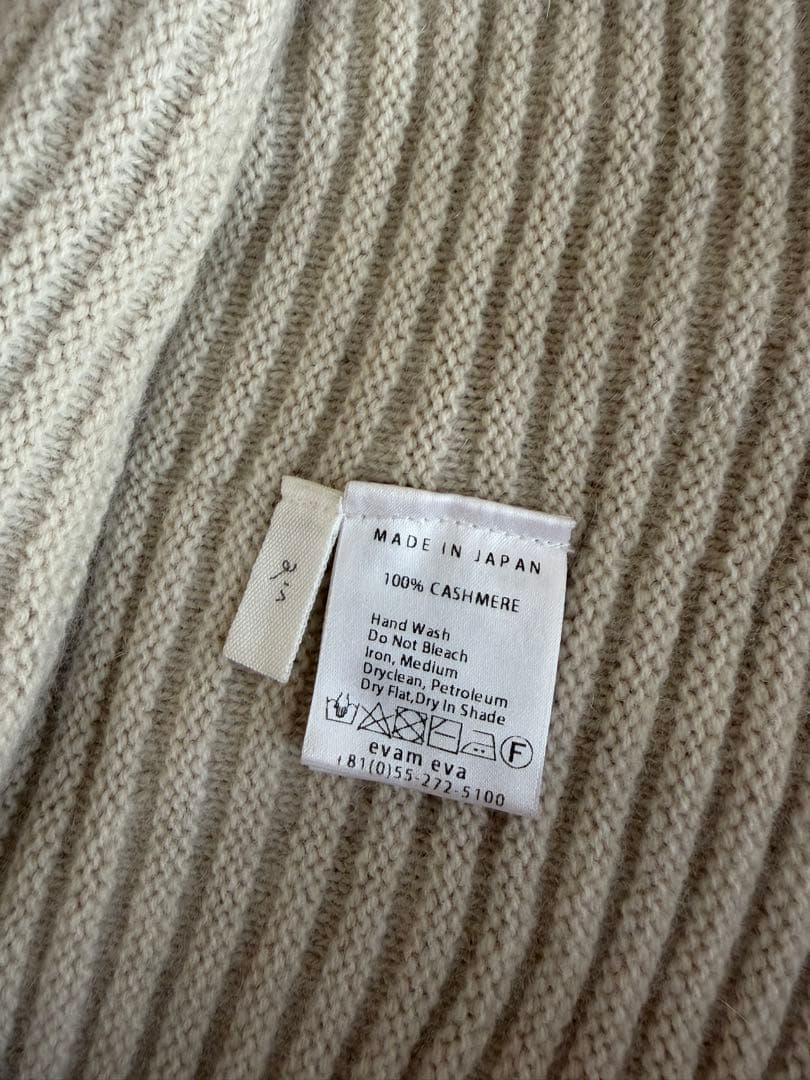 MADE IN JAPAN
100% CASHMERE
Hand Wash
Do Not Bleach
Iron, Medium
Dryclean, Petroleum
Dry Flat,Dry In Shade
F
evam eva
+81(0)55-272-5100